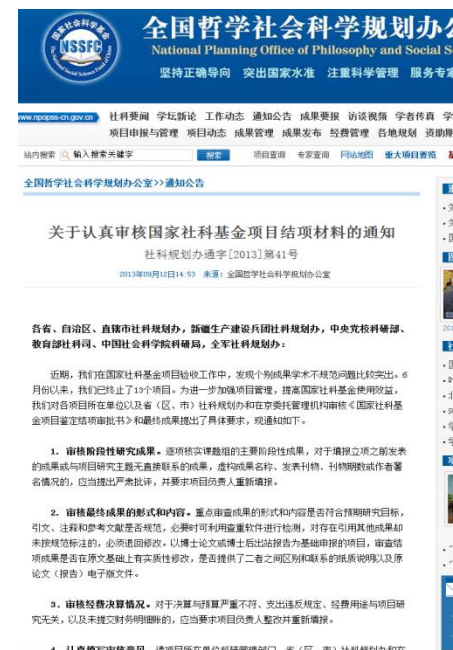 全国哲学社会科学规划办
NSSFC
National Planning Office of Philosophy and Social S
坚持正确导向 突出国家水准 注重科学管理 服务专家
www.npopss-cn.gov.cn 社科要闻 学坛新论 工作动态 通知公告 成果要报 访谈视频 学者传真 学
项目申报与管理 项目动态 成果管理 成果发布 经费管理 各地规划 资助期
站内搜索 输入搜索关键字 搜索 项目查询 专家查询 网站地图 重大项目要览
全国哲学社会科学规划办公室>>通知公告
关于认真审核国家社科基金项目结项材料的通知
社科规划办通字[2013]第41号
2013年09月12日14:53 来源：全国哲学社会科学规划办公室
各省、自治区、直辖市社科规划办，新疆生产建设兵团社科规划办，中央党校科研部、
教育部社科司、中国社会科学院科研局，全军社科规划办：
近期，我们在国家社科基金项目验收工作中，发现个别成果学术不规范问题比较突出。6
月份以来，我们已终止了13个项目。为进一步加强项目管理，提高国家社科基金使用效益，
我们对各项目所在单位以及省（区、市）社科规划办和在京委托管理机构审核《国家社科基
金项目鉴定结项审批书》和最终成果提出了具体要求，现通知如下。
1. 审核阶段性研究成果。逐项核实课题组的主要阶段性成果，对于填报立项之前发表
的成果或与项目研究主题无直接联系的成果，虚构成果名称、发表刊物、刊物期数或作者署
名情况的，应当提出严肃批评，并要求项目负责人重新填报。
2. 审核最终成果的形式和内容。重点审查成果的形式和内容是否符合预期研究目标，
引文、注释和参考文献是否规范，必要时可利用查重软件进行检测，对存在引用其他成果却
未按规范标注的，必须退回修改。以博士论文或博士后出站报告为基础申报的项目，审查结
项成果是否在原文基础上有实质性修改，是否提供了二者之间区别和联系的纸质说明以及原
论文（报告）电子版文件。
3. 审核经费决算情况。对于决算与预算严重不符、支出违反规定、经费用途与项目研
究无关，以及未提交财务明细账的，应当要求项目负责人整改并重新填报。
4. 认真填写审核意见。请项目所在单位科研管理部门、省（区、市）社科规划办和在